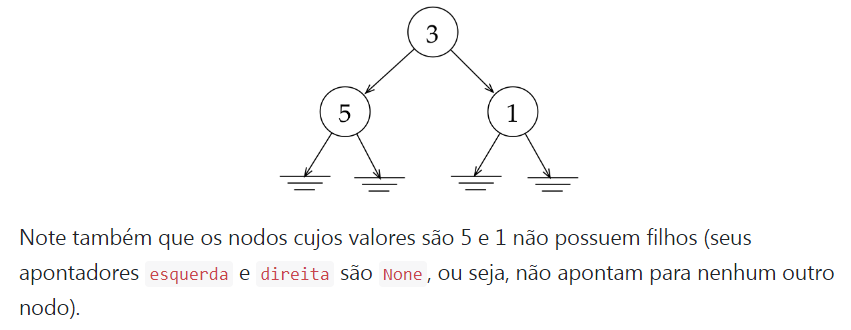 3
5 1
Note também que os nodos cujos valores são 5 e 1 não possuem filhos (seus
apontadores esquerda e direita são None, ou seja, não apontam para nenhum outro
nodo).